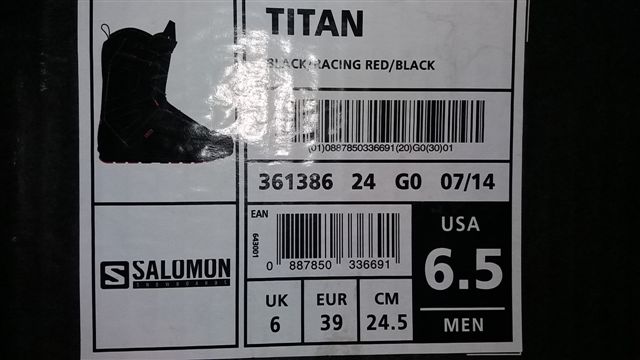 TITAN
BLACK/RACING RED/BLACK
(01)0887850336691(20)G0(30)01
361386 24 G0 07/14
EAN
643001
0 887850 336691
USA
6.5
MEN
SALOMON
SNOWBOARDS
UK EUR CM
6 39 24.5